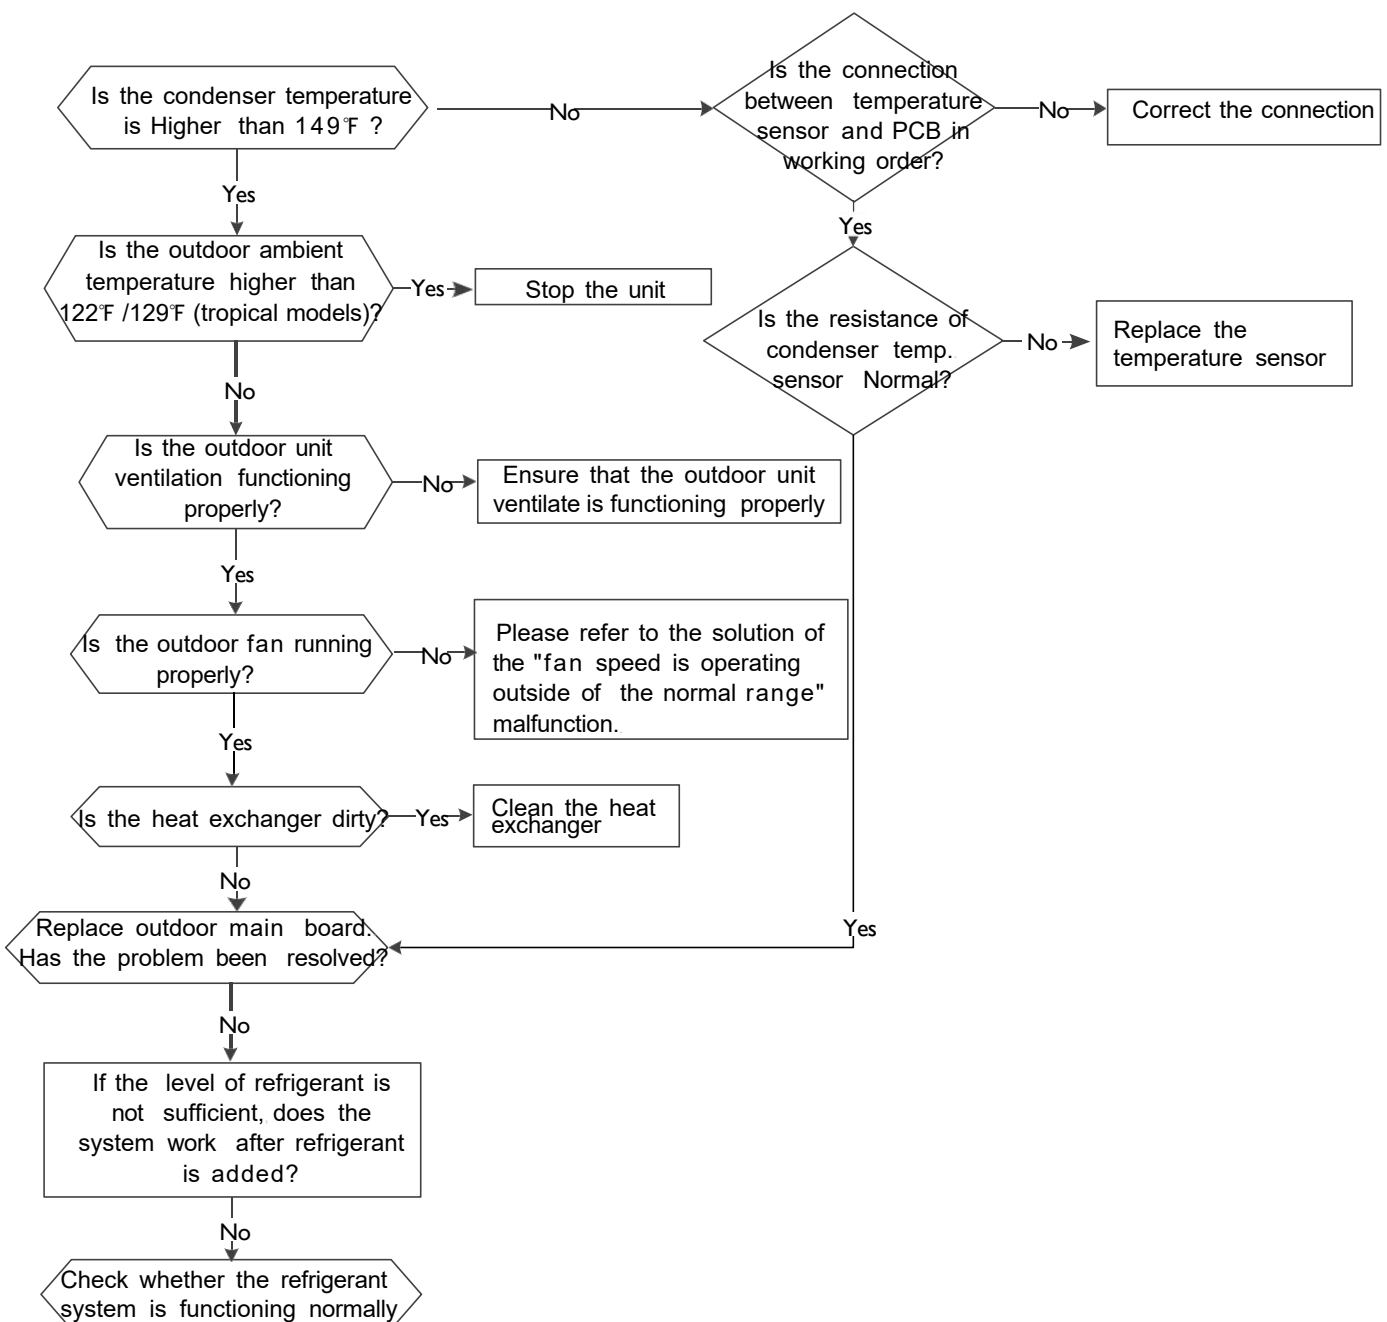 Is the condenser temperature
is Higher than 149℉ ?
No
Is the connection
between temperature
sensor and PCB in
working order?
No
Correct the connection
Yes
Yes
Is the outdoor ambient
temperature higher than
122℉ /129℉ (tropical models)?
Yes
Stop the unit
Is the resistance of
condenser temp.
sensor Normal?
No
Replace the
temperature sensor
No
Is the outdoor unit
ventilation functioning
properly?
No
Ensure that the outdoor unit
ventilate is functioning properly
Yes
Is the outdoor fan running
properly?
No
Please refer to the solution of
the "fan speed is operating
outside of the normal range"
malfunction.
Yes
Is the heat exchanger dirty?
Yes
Clean the heat
exchanger
No
Yes
Replace outdoor main board.
Has the problem been resolved?
No
If the level of refrigerant is
not sufficient, does the
system work after refrigerant
is added?
No
Check whether the refrigerant
system is functioning normally